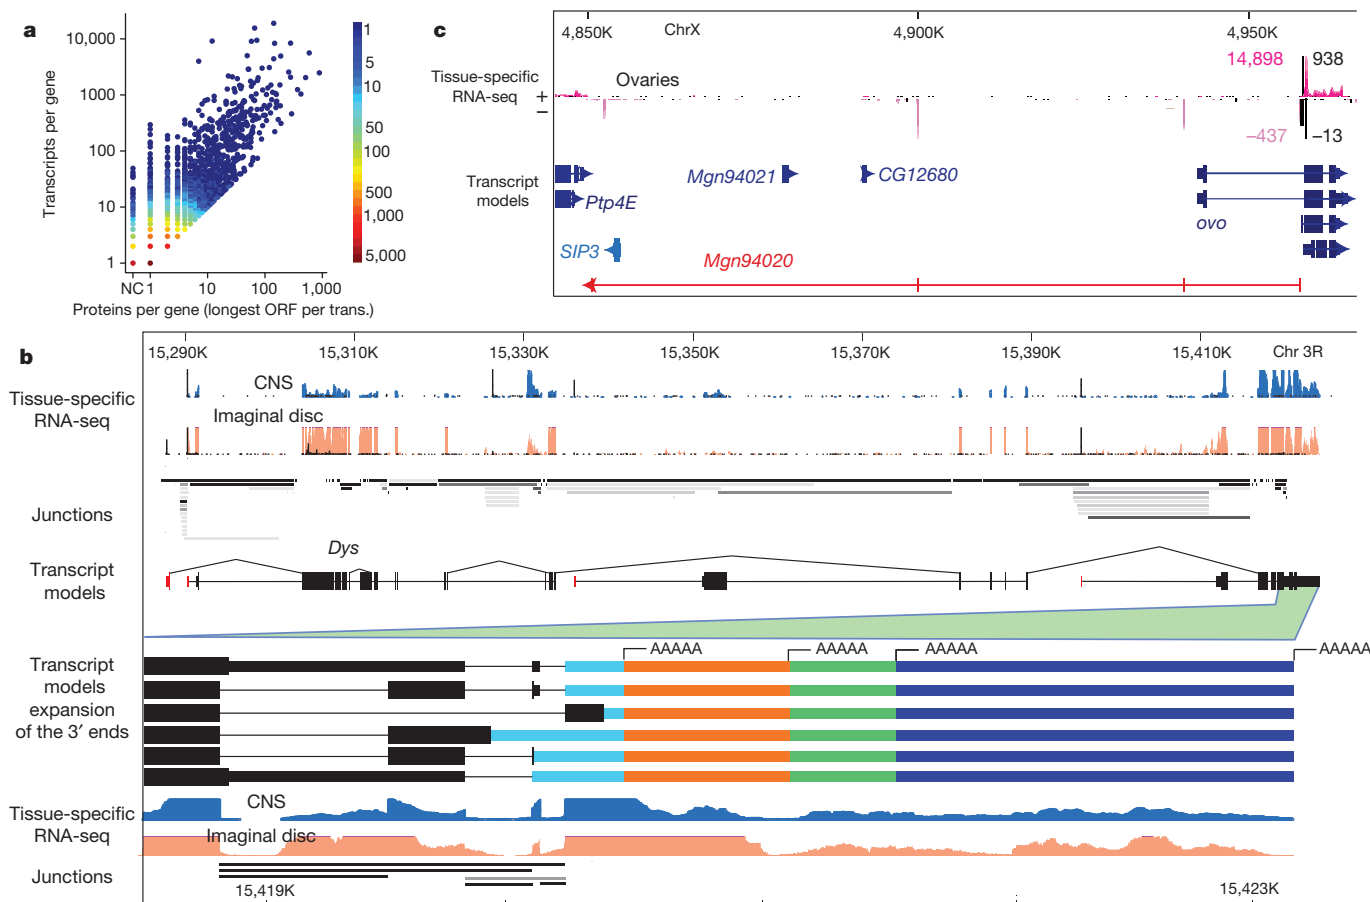 a
10,000
1000
100
10
1
Transcripts per gene
NC 1 10 100 1,000
Proteins per gene (longest ORF per trans.)
1
5
10
50
100
500
1,000
5,000
c
4,850K ChrX 4,900K 4,950K
Tissue-specific
RNA-seq
+
−
Ovaries
14,898 938
−437 −13
Transcript
models
Mgn94021
CG12680
Ptp4E
ovo
SIP3
Mgn94020
b
15,290K 15,310K 15,330K 15,350K 15,370K 15,390K 15,410K Chr 3R
Tissue-specific
RNA-seq
CNS
Imaginal disc
Junctions
Dys
Transcript
models
AAAAA AAAAA AAAAA AAAAA
Transcript
models
expansion
of the 3′ ends
Tissue-specific
RNA-seq
CNS
Imaginal disc
Junctions
15,419K 15,423K